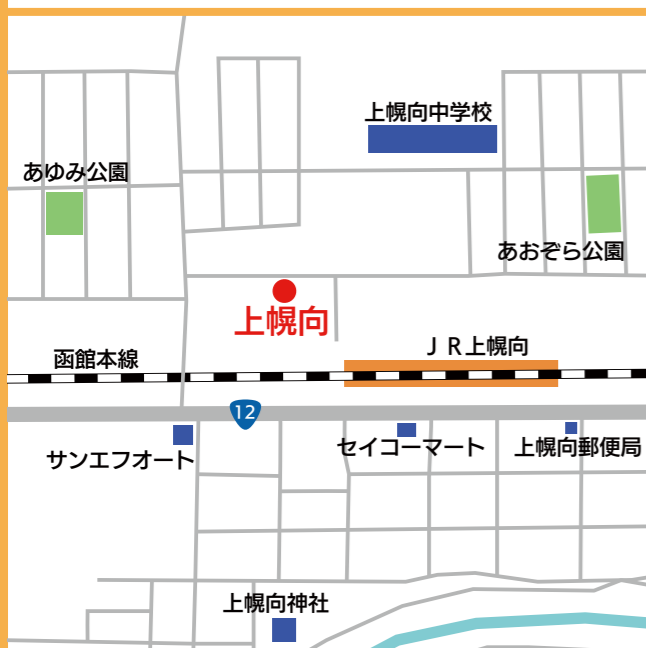 上幌向中学校
あゆみ公園
あおぞら公園
上幌向
ＪＲ上幌向
函館本線
12
サンエフオート
セイコーマート
上幌向郵便局
上幌向神社